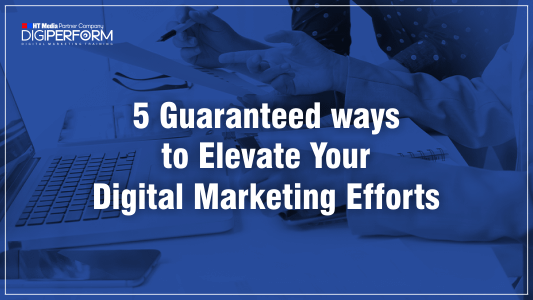 HT Media Partner Company
DIGIPERFORM
DIGITAL MARKETING TRAINING
5 Guaranteed ways
to Elevate Your
Digital Marketing Efforts